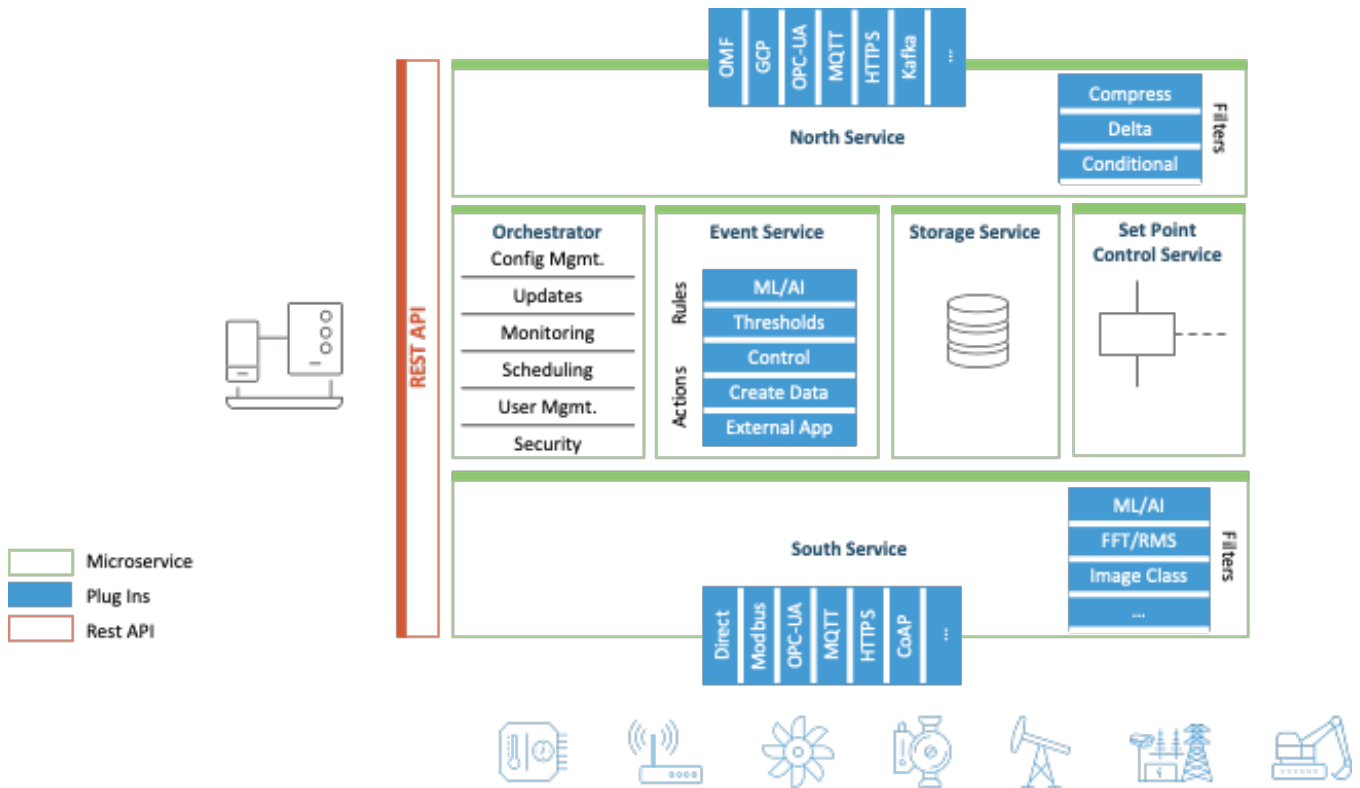 OMF
GCP
OPC-UA
MQTT
HTTPS
Kafka
...
North Service
Compress
Delta
Conditional
Filters
REST API
Orchestrator
Config Mgmt.
Updates
Monitoring
Scheduling
User Mgmt.
Security
Event Service
Rules
Actions
ML/AI
Thresholds
Control
Create Data
External App
Storage Service
Set Point
Control Service
South Service
ML/AI
FFT/RMS
Image Class
...
Filters
Direct
Modbus
OPC-UA
MQTT
HTTPS
CoAP
...
Microservice
Plug Ins
Rest API